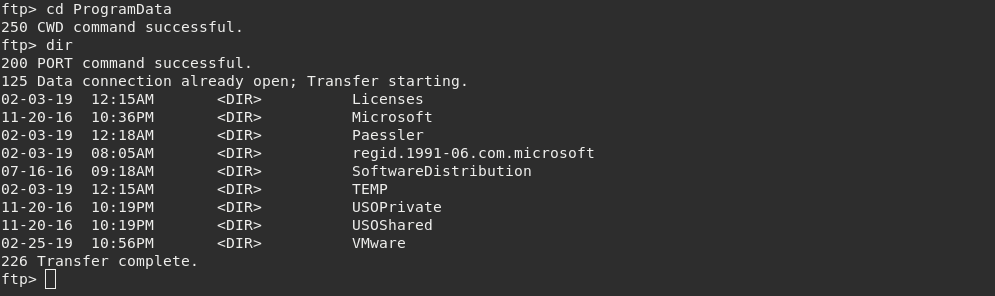 ftp> cd ProgramData
250 CWD command successful.
ftp> dir
200 PORT command successful.
125 Data connection already open; Transfer starting.
02-03-19  12:15AM       <DIR>          Licenses
11-20-16  10:36PM       <DIR>          Microsoft
02-03-19  12:18AM       <DIR>          Paessler
02-03-19  08:05AM       <DIR>          regid.1991-06.com.microsoft
07-16-16  09:18AM       <DIR>          SoftwareDistribution
02-03-19  12:15AM       <DIR>          TEMP
11-20-16  10:19PM       <DIR>          USOPrivate
11-20-16  10:19PM       <DIR>          USOShared
02-25-19  10:56PM       <DIR>          VMware
226 Transfer complete.
ftp>